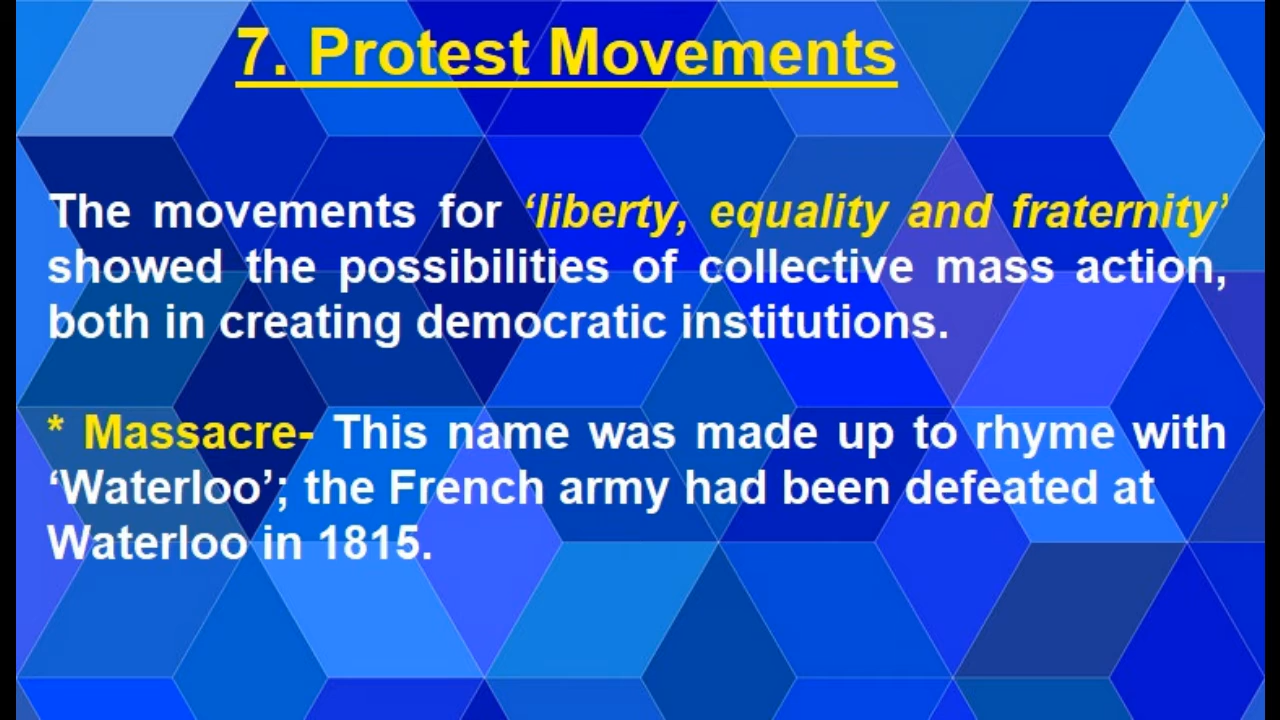 7. Protest Movements
The movements for ‘liberty, equality and fraternity’
showed the possibilities of collective mass action,
both in creating democratic institutions.
* Massacre- This name was made up to rhyme with
‘Waterloo’; the French army had been defeated at
Waterloo in 1815.